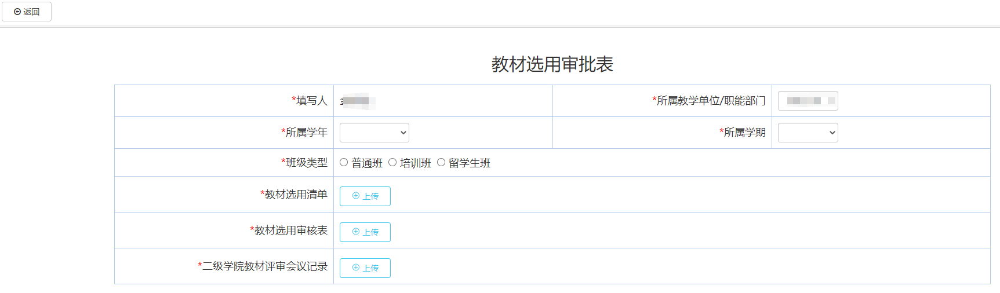 返回
教材选用审批表
*填写人
*所属教学单位/职能部门
*所属学年
*所属学期
*班级类型 普通班 培训班 留学生班
*教材选用清单 上传
*教材选用审核表 上传
*二级学院教材评审会议记录 上传